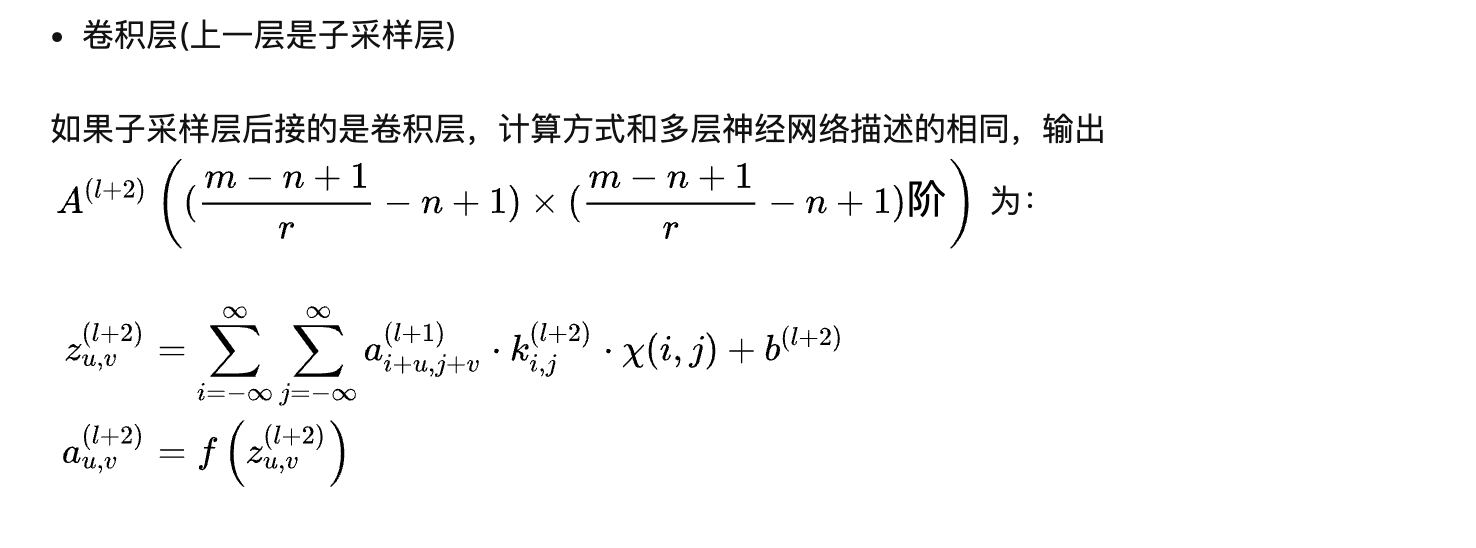 • 卷积层(上一层是子采样层)
如果子采样层后接的是卷积层，计算方式和多层神经网络描述的相同，输出
$A^{(l+2)}\left((\frac{m-n+1}{r}-n+1)\times(\frac{m-n+1}{r}-n+1)阶\right)$ 为：
$z_{u,v}^{(l+2)}=\sum_{i=-\infty}^{\infty}\sum_{j=-\infty}^{\infty}a_{i+u,j+v}^{(l+1)}\cdot k_{i,j}^{(l+2)}\cdot\chi(i,j)+b^{(l+2)}$
$a_{u,v}^{(l+2)}=f\left(z_{u,v}^{(l+2)}\right)$